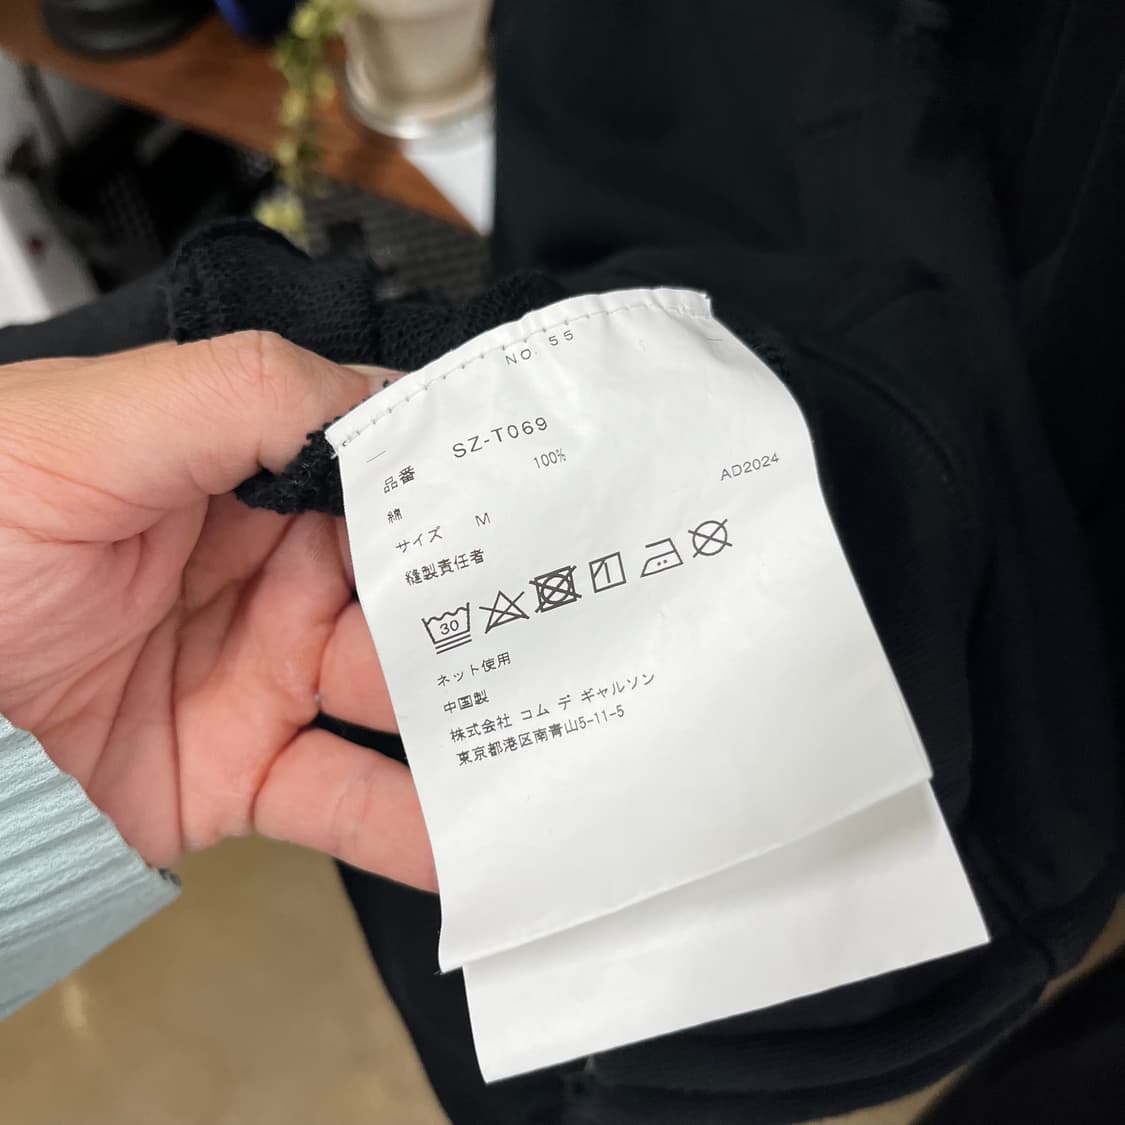 NO. 55
品番 SZ-T069
綿 100%
AD2024
サイズ M
縫製責任者
30
ネット使用
中国製
株式会社 コム デ ギャルソン
東京都港区南青山5-11-5